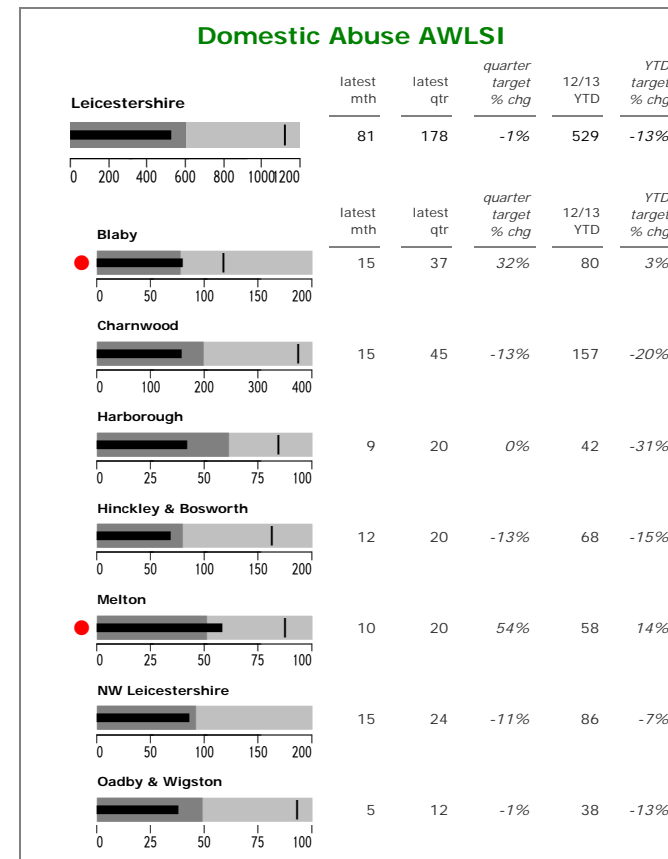 Domestic Abuse AWLSI
latest mth latest qtr quarter target % chg 12/13 YTD YTD target % chg
Leicestershire
81 178 -1% 529 -13%
0 200 400 600 800 1000 1200
latest mth latest qtr quarter target % chg 12/13 YTD YTD target % chg
Blaby
15 37 32% 80 3%
0 50 100 150 200
Charnwood
15 45 -13% 157 -20%
0 100 200 300 400
Harborough
9 20 0% 42 -31%
0 25 50 75 100
Hinckley & Bosworth
12 20 -13% 68 -15%
0 50 100 150 200
Melton
10 20 54% 58 14%
0 25 50 75 100
NW Leicestershire
15 24 -11% 86 -7%
0 50 100 150 200
Oadby & Wigston
5 12 -1% 38 -13%
0 25 50 75 100